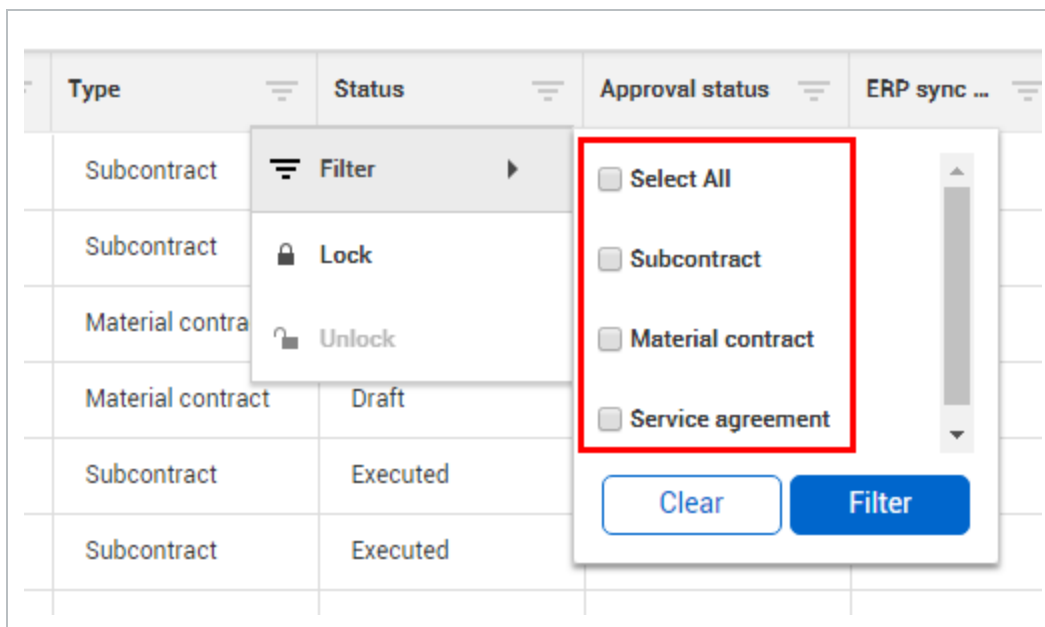 Type Status Approval status ERP sync ...
Subcontract Filter Select All
Subcontract Lock Subcontract
Material contra Unlock Material contract
Material contract Draft Service agreement
Subcontract Executed Clear Filter
Subcontract Executed